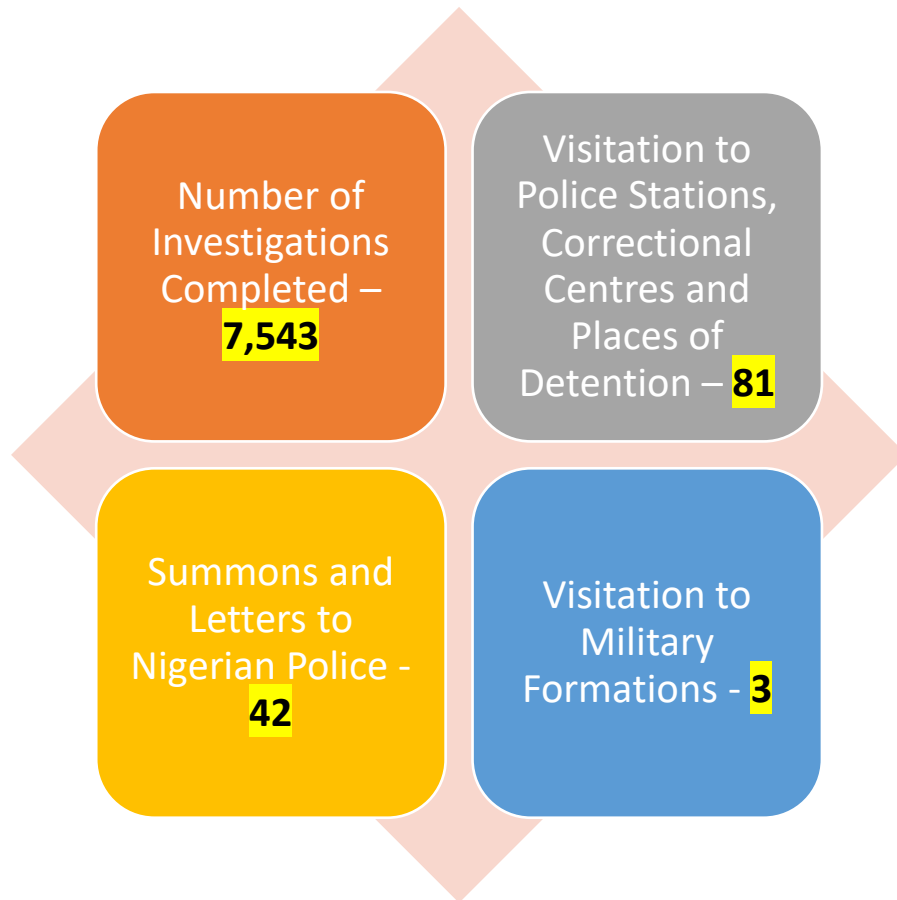 Number of
Investigations
Completed –
7,543
Visitation to
Police Stations,
Correctional
Centres and
Places of
Detention – 81
Summons and
Letters to
Nigerian Police -
42
Visitation to
Military
Formations - 3